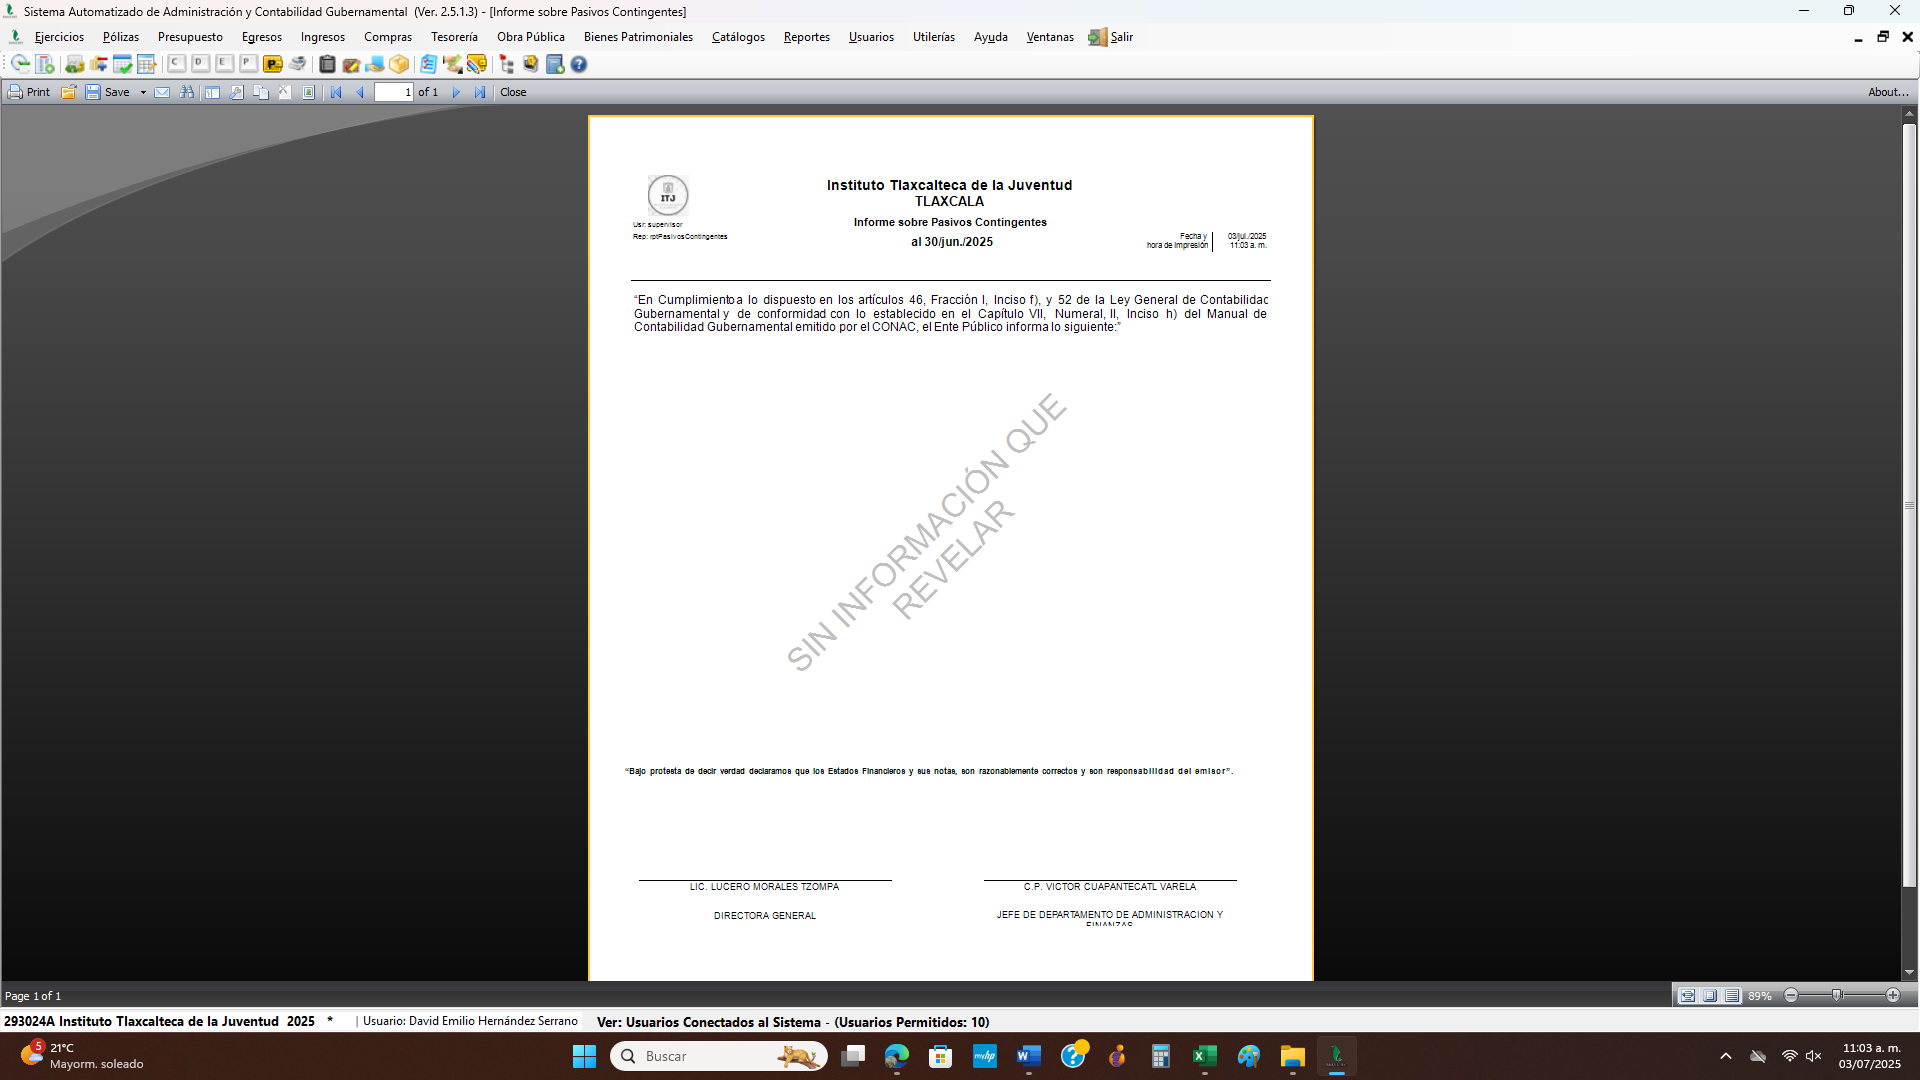 Sistema Automatizado de Administración y Contabilidad Gubernamental (Ver. 2.5.1.3) - [Informe sobre Pasivos Contingentes]
Ejercicios Pólizas Presupuesto Egresos Ingresos Compras Tesorería Obra Pública Bienes Patrimoniales Catálogos Reportes Usuarios Utilerías Ayuda Ventanas Salir
C D E P P
Print Save 1 of 1 Close About...
ITJ
Instituto Tlaxcalteca de la Juventud
TLAXCALA
Usr: supervisor
Informe sobre Pasivos Contingentes
Rep: rptPasivosContingentes
al 30/jun./2025
Fecha y 03/jul./2025
hora de Impresión 11:03 a. m.
“En Cumplimiento a lo dispuesto en los artículos 46, Fracción I, Inciso f), y 52 de la Ley General de Contabilidad
Gubernamental y de conformidad con lo establecido en el Capítulo VII, Numeral, II, Inciso h) del Manual de
Contabilidad Gubernamental emitido por el CONAC, el Ente Público informa lo siguiente:”
SIN INFORMACIÓN QUE
REVELAR
“Bajo protesta de decir verdad declaramos que los Estados Financieros y sus notas, son razonablemente correctos y son responsabilidad del emisor”.
LIC. LUCERO MORALES TZOMPA
C.P. VICTOR CUAPANTECATL VARELA
DIRECTORA GENERAL
JEFE DE DEPARTAMENTO DE ADMINISTRACION Y
FINANZAS
Page 1 of 1
89%
293024A Instituto Tlaxcalteca de la Juventud 2025 * | Usuario: David Emilio Hernández Serrano Ver: Usuarios Conectados al Sistema - (Usuarios Permitidos: 10)
5
21°C
Mayorm. soleado
Buscar
myhp
11:03 a. m.
03/07/2025